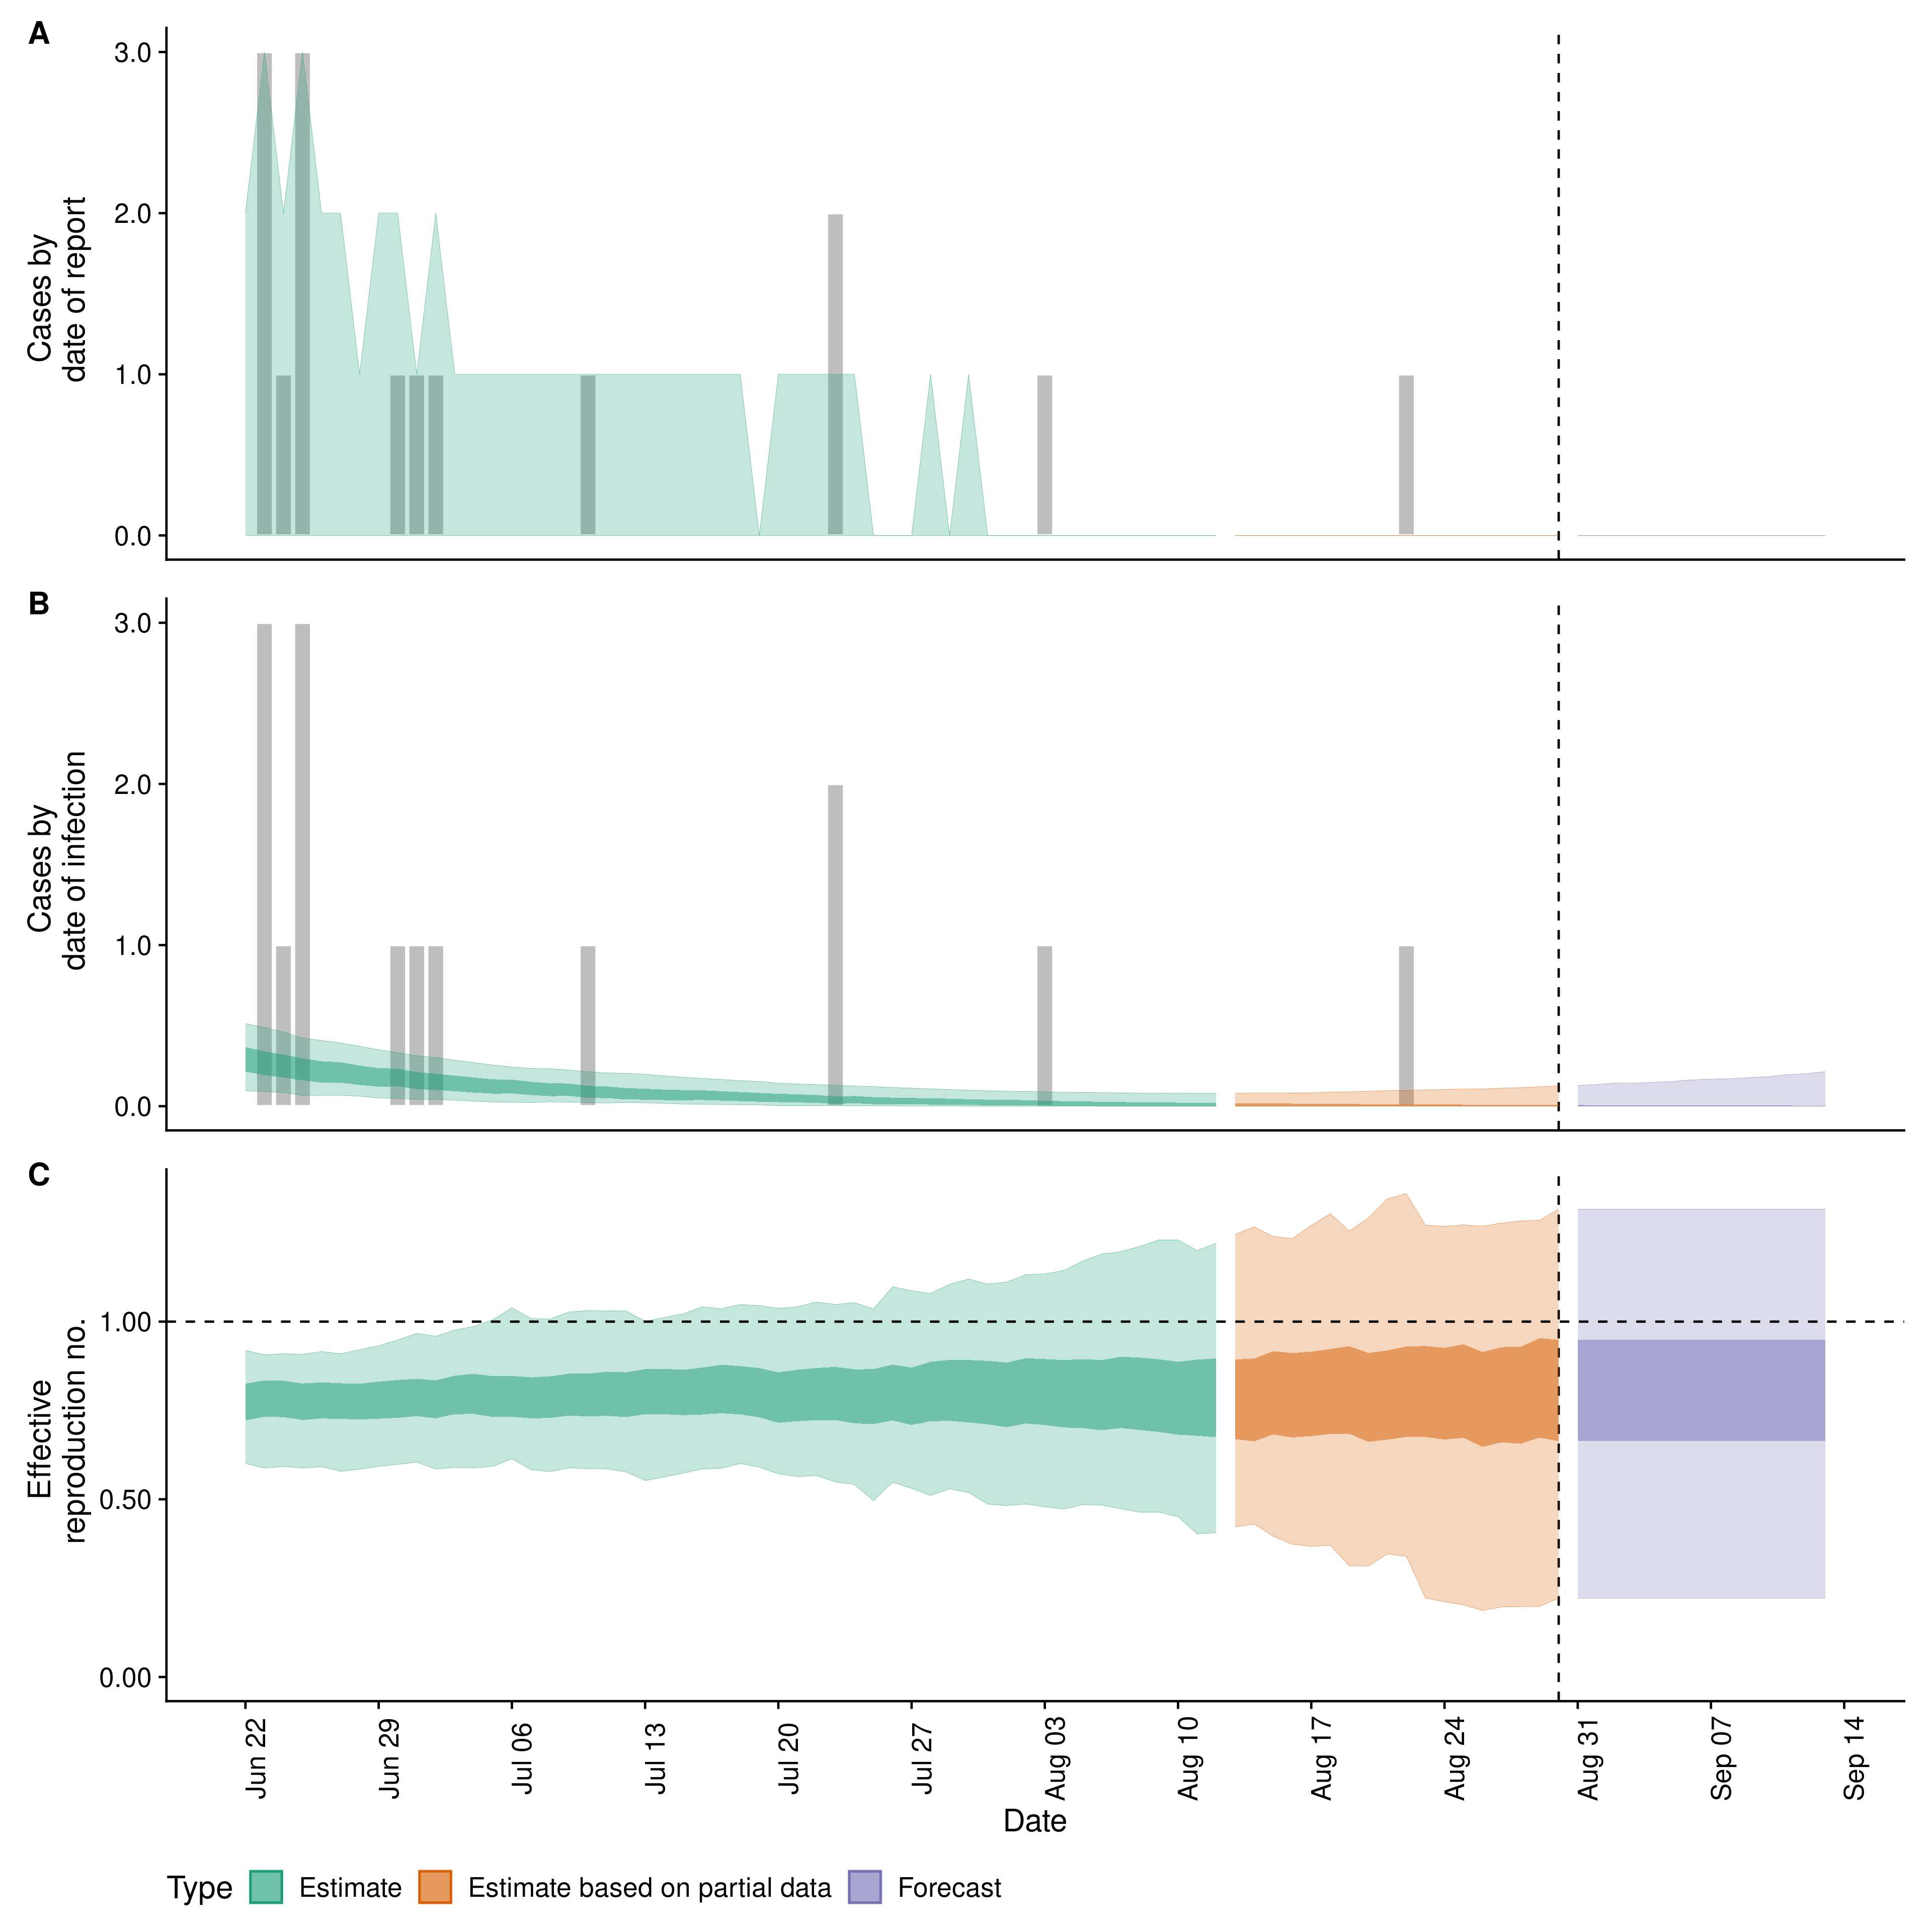 A
3.0
2.0
1.0
0.0
Cases by
date of report
B
3.0
2.0
1.0
0.0
Cases by
date of infection
C
1.00
0.50
0.00
Effective
reproduction no.
Jun 22
Jun 29
Jul 06
Jul 13
Jul 20
Jul 27
Aug 03
Aug 10
Aug 17
Aug 24
Aug 31
Sep 07
Sep 14
Date
Type Estimate Estimate based on partial data Forecast